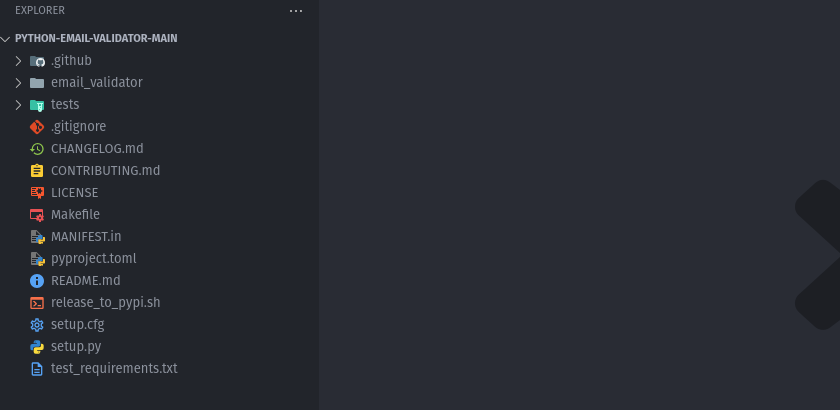 EXPLORER
PYTHON-EMAIL-VALIDATOR-MAIN
.github
email_validator
tests
.gitignore
CHANGELOG.md
CONTRIBUTING.md
LICENSE
Makefile
MANIFEST.in
pyproject.toml
README.md
release_to_pypi.sh
setup.cfg
setup.py
test_requirements.txt